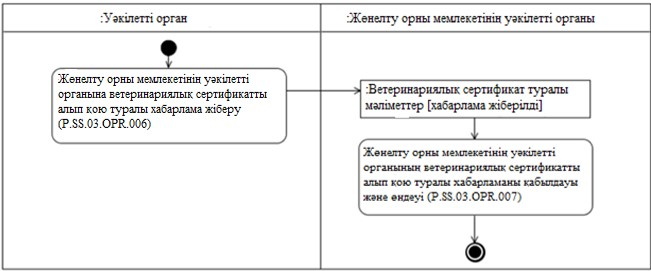 :Уәкілетті орган
:Жөнелту орны мемлекетінің уәкілетті органы
Жөнелту орны мемлекетінің уәкілетті
органына ветеринариялық сертификатты
алып қою туралы хабарлама жіберу
(P.SS.03.OPR.006)
:Ветеринариялық сертификат туралы
мәліметтер [хабарлама жіберілді]
Жөнелту орны мемлекетінің уәкілетті
органының ветеринариялық сертификатты
алып қою туралы хабарламаны қабылдауы
және өңдеуі (P.SS.03.OPR.007)